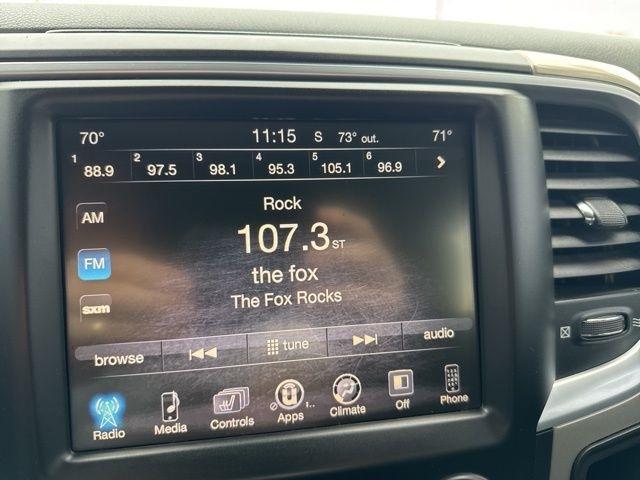 70° 11:15 S 73° out. 71°
1 88.9 2 97.5 3 98.1 4 95.3 5 105.1 6 96.9
AM
Rock
107.3 ST
FM
the fox
The Fox Rocks
sxm
browse tune audio
Radio Media Controls Apps Climate Off Phone